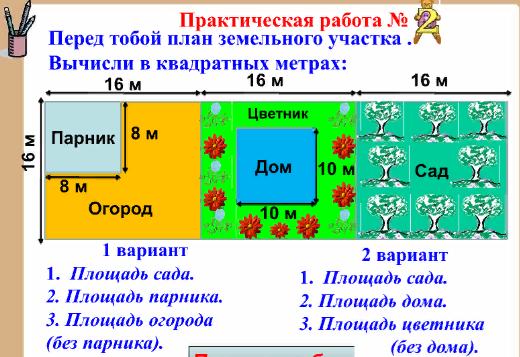 Практическая работа № 2
Перед тобой план земельного участка .
Вычисли в квадратных метрах:
16 м 16 м 16 м
16 м
Парник
8 м
8 м
Огород
Цветник
Дом
10 м
10 м
Сад
1 вариант
1. Площадь сада.
2. Площадь парника.
3. Площадь огорода
(без парника).
2 вариант
1. Площадь сада.
2. Площадь дома.
3. Площадь цветника
(без дома).